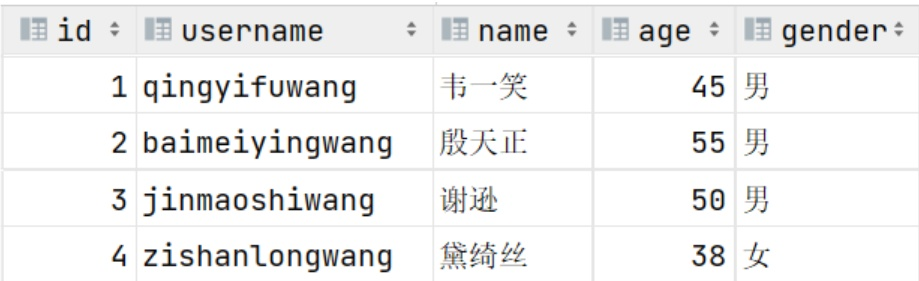 id username name age gender
1 qingyifuwang 韦一笑 45 男
2 baimeiyingwang 殷天正 55 男
3 jinmaoshiwang 谢逊 50 男
4 zishanlongwang 黛绮丝 38 女